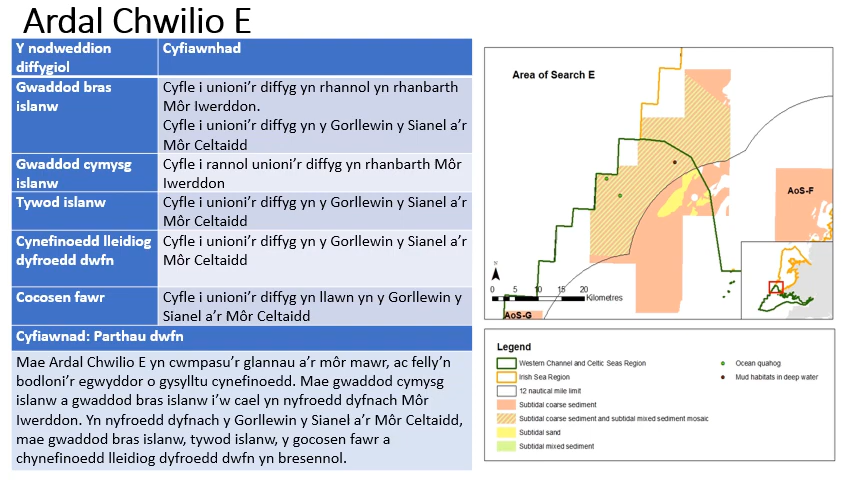 Ardal Chwilio E
Y nodweddion
diffygiol
Cyfiawnhad
Gwaddod bras
islanw
Cyfle i unioni'r diffyg yn rhannol yn rhanbarth
Môr Iwerddon.
Cyfle i unioni'r diffyg yn y Gorllewin y Sianel a'r
Môr Celtaidd
Gwaddod cymysg
islanw
Cyfle i rannol unioni'r diffyg yn rhanbarth Môr
Iwerddon
Tywod islanw
Cyfle i unioni'r diffyg yn y Gorllewin y Sianel a'r
Môr Celtaidd
Cynefinoedd lleidiog
dyfroedd dwfn
Cyfle i unioni'r diffyg yn y Gorllewin y Sianel a'r
Môr Celtaidd
Cocosen fawr
Cyfle i unioni'r diffyg yn llawn yn y Gorllewin y
Sianel a'r Môr Celtaidd
Cyfiawnad: Parthau dwfn
Mae Ardal Chwilio E yn cwmpasu'r glannau a'r môr mawr, ac felly'n
bodloni'r egwyddor o gysylltu cynefinoedd. Mae gwaddod cymysg
islanw a gwaddod bras islanw i'w cael yn nyfroedd dyfnach Môr
Iwerddon. Yn nyfroedd dyfnach y Gorllewin y Sianel a'r Môr Celtaidd,
mae gwaddod bras islanw, tywod islanw, y gocosen fawr a
chynefinoedd lleidiog dyfroedd dwfn yn bresennol.
Area of Search E
AoS-F
N
0 5 10 15 20
Kilometres
AoS-G
Legend
Western Channel and Celtic Seas Region
Irish Sea Region
12 nautical mile limit
Subtidal coarse sediment
Subtidal coarse sediment and subtidal mixed sediment mosaic
Subtidal sand
Subtidal mixed sediment
Ocean quahog
Mud habitats in deep water